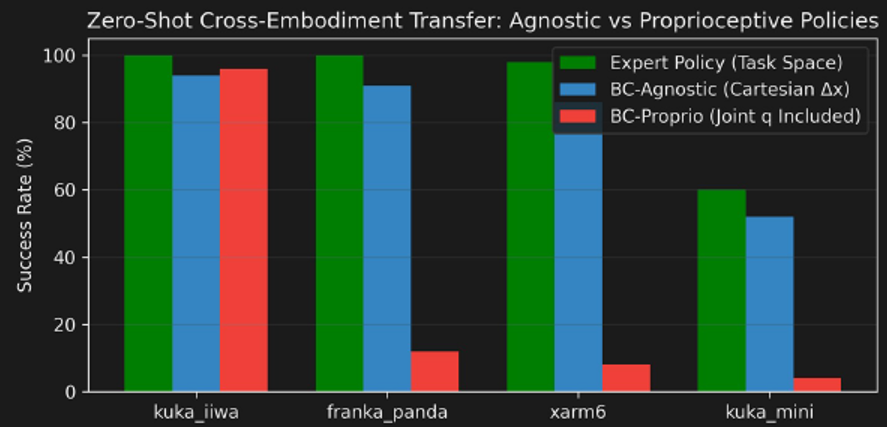 Zero-Shot Cross-Embodiment Transfer: Agnostic vs Proprioceptive Policies
Success Rate (%)
100
80
60
40
20
0
Expert Policy (Task Space)
BC-Agnostic (Cartesian Δx)
BC-Proprio (Joint q Included)
kuka_iiwa
franka_panda
xarm6
kuka_mini